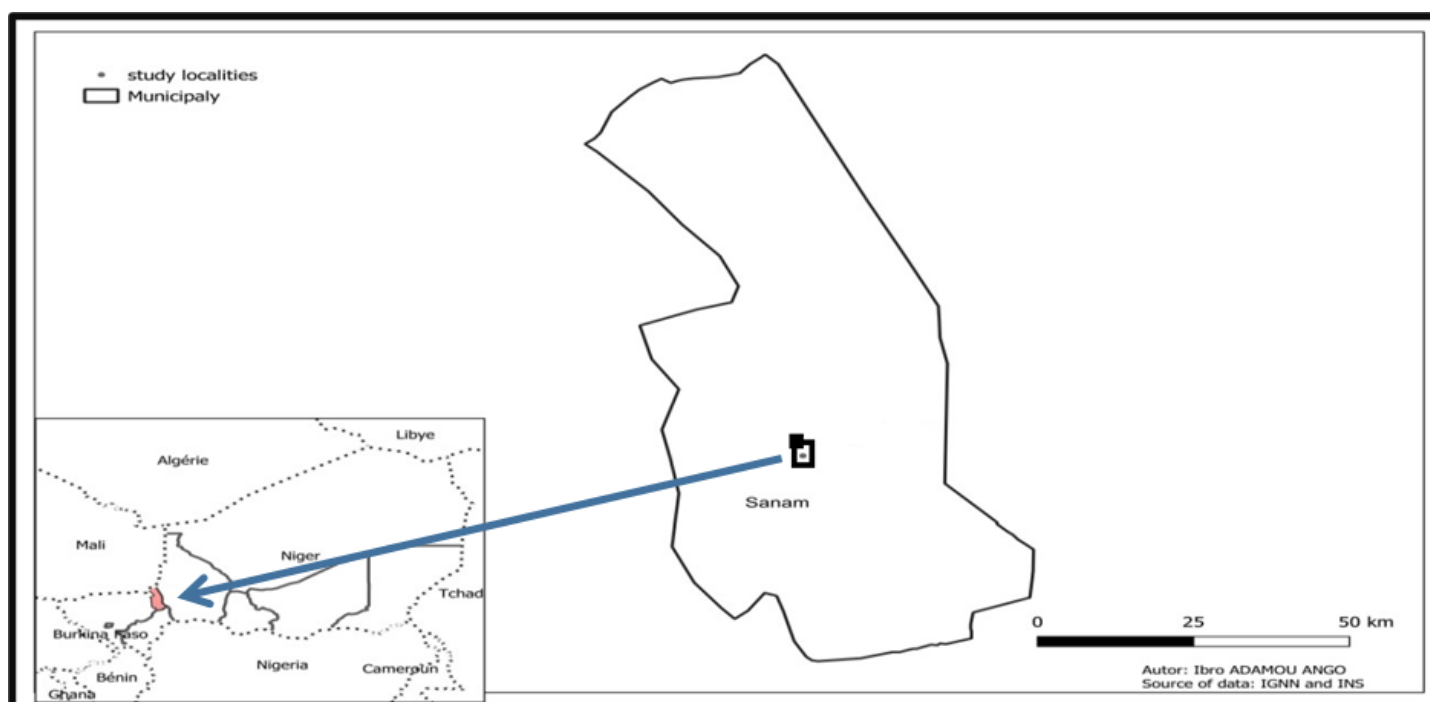 study localities
Municipaly
Sanam
Libye
Algérie
Mali
Niger
Tchad
Burkina Faso
Nigeria
Cameroun
Bénin
Ghana
0 25 50 km
Autor: Ibro ADAMOU ANGO
Source of data: IGNN and INS